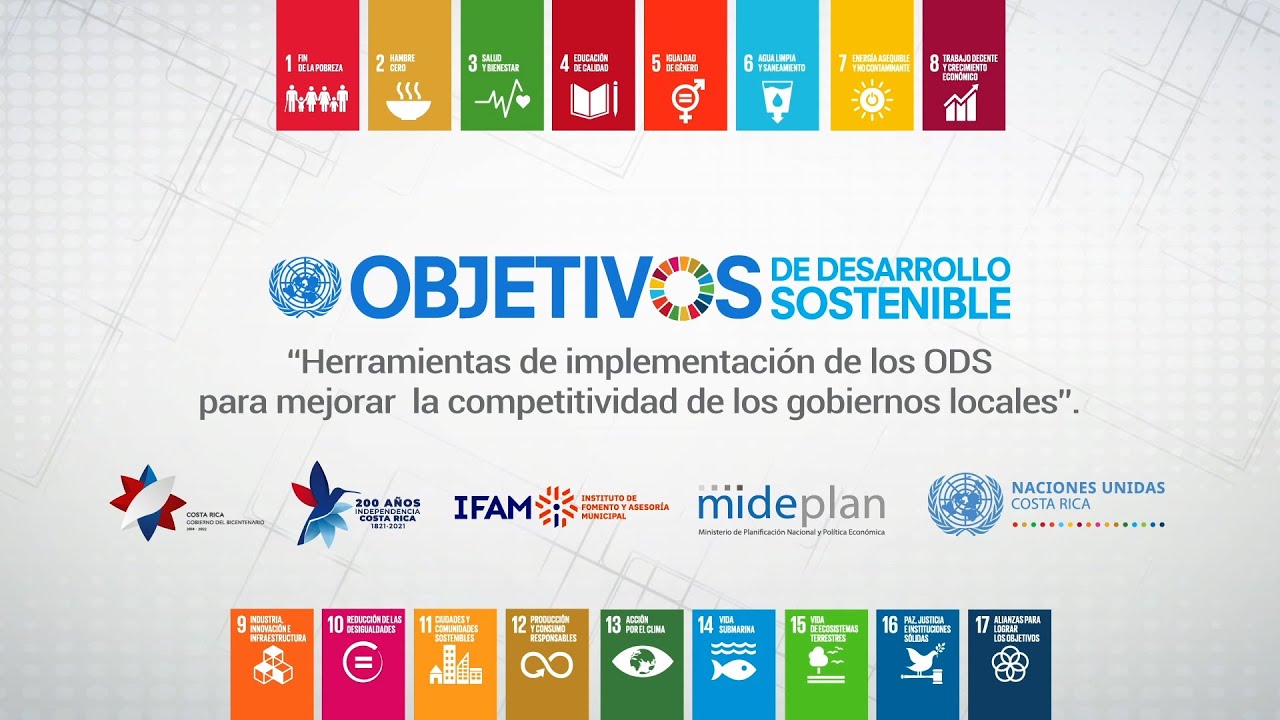 1 FIN
DE LA POBREZA
2 HAMBRE
CERO
3 SALUD
Y BIENESTAR
4 EDUCACIÓN
DE CALIDAD
5 IGUALDAD
DE GÉNERO
6 AGUA LIMPIA
Y SANEAMIENTO
7 ENERGÍA ASEQUIBLE
Y NO CONTAMINANTE
8 TRABAJO DECENTE
Y CRECIMIENTO
ECONÓMICO
OBJETIVOS DE DESARROLLO
SOSTENIBLE
“Herramientas de implementación de los ODS
para mejorar la competitividad de los gobiernos locales”.
COSTA RICA
GOBIERNO DEL BICENTENARIO
2018 - 2022
200 AÑOS
INDEPENDENCIA
COSTA RICA
1821-2021
IFAM
INSTITUTO DE
FOMENTO Y ASESORÍA
MUNICIPAL
mideplan
Ministerio de Planificación Nacional y Política Económica
NACIONES UNIDAS
COSTA RICA
9 INDUSTRIA,
INNOVACIÓN E
INFRAESTRUCTURA
10 REDUCCIÓN DE LAS
DESIGUALDADES
11 CIUDADES Y
COMUNIDADES
SOSTENIBLES
12 PRODUCCIÓN
Y CONSUMO
RESPONSABLES
13 ACCIÓN
POR EL CLIMA
14 VIDA
SUBMARINA
15 VIDA
DE ECOSISTEMAS
TERRESTRES
16 PAZ, JUSTICIA
E INSTITUCIONES
SÓLIDAS
17 ALIANZAS PARA
LOGRAR
LOS OBJETIVOS